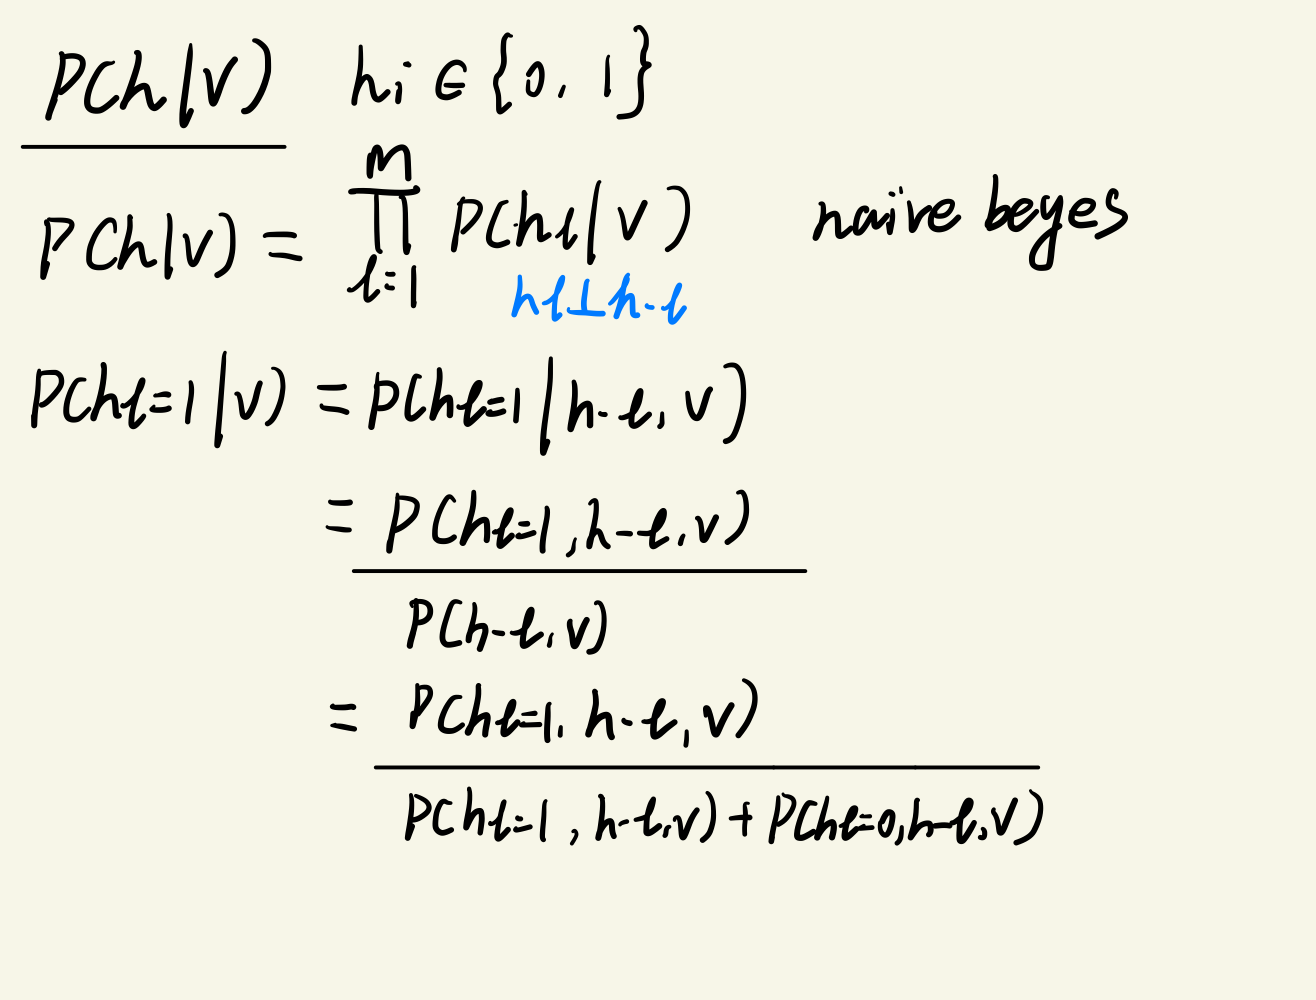 P(h|v) hi ∈ {0, 1}
P(h|v) = ∏_{l=1}^{m} P(hl|v) naive beyes
hl ⊥ h-l
P(hl=1|v) = P(hl=1|h-l, v)
= P(hl=1, h-l, v)
P(h-l, v)
= P(hl=1, h-l, v)
P(hl=1, h-l, v) + P(hl=0, h-l, v)